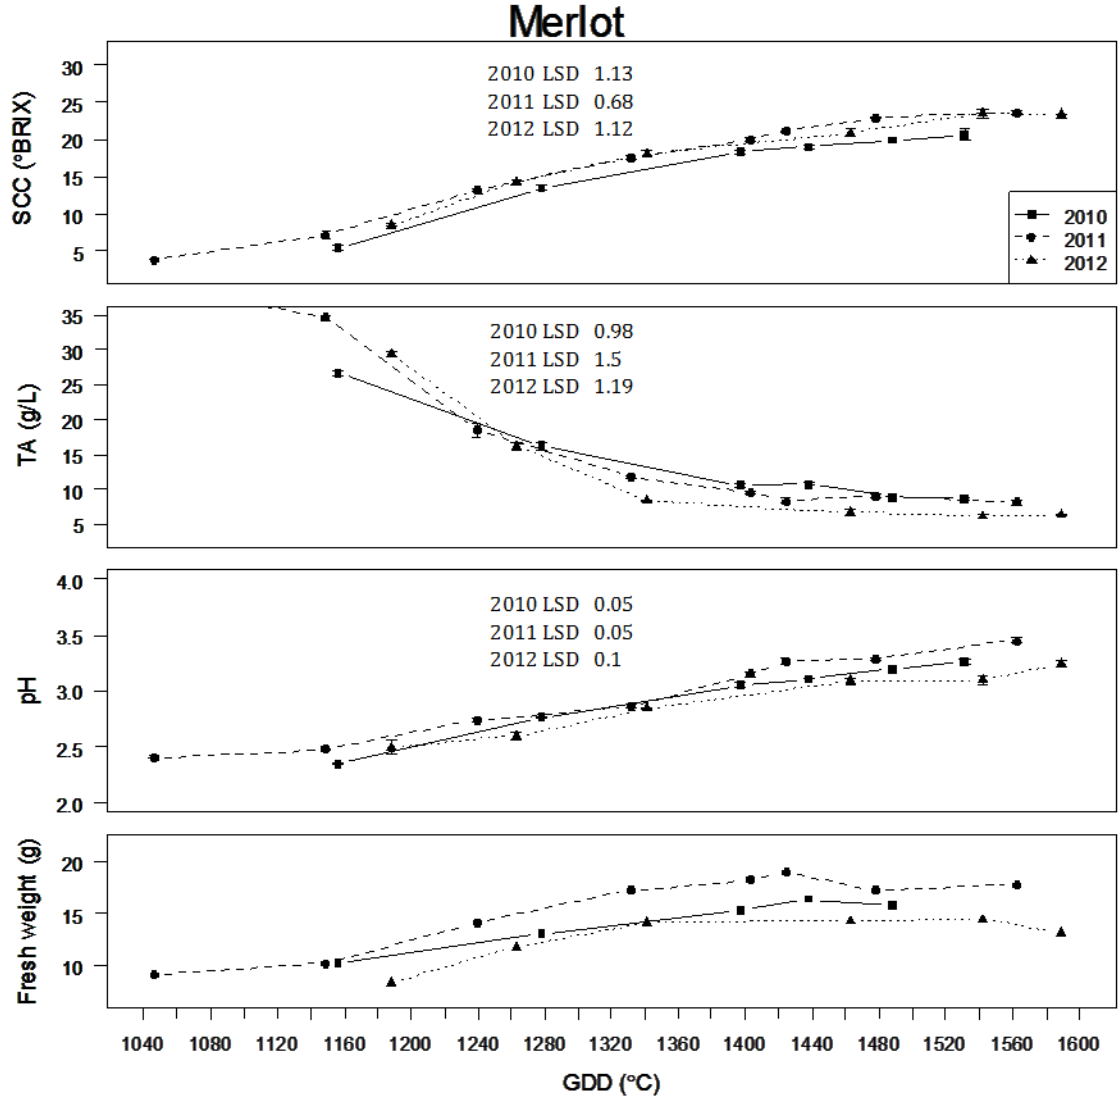 Merlot
SCC (°BRIX)
30
25
20
15
10
5
2010 LSD 1.13
2011 LSD 0.68
2012 LSD 1.12
2010
2011
2012
TA (g/L)
35
30
25
20
15
10
5
2010 LSD 0.98
2011 LSD 1.5
2012 LSD 1.19
pH
4.0
3.5
3.0
2.5
2.0
2010 LSD 0.05
2011 LSD 0.05
2012 LSD 0.1
Fresh weight (g)
20
15
10
1040 1080 1120 1160 1200 1240 1280 1320 1360 1400 1440 1480 1520 1560 1600
GDD (°C)